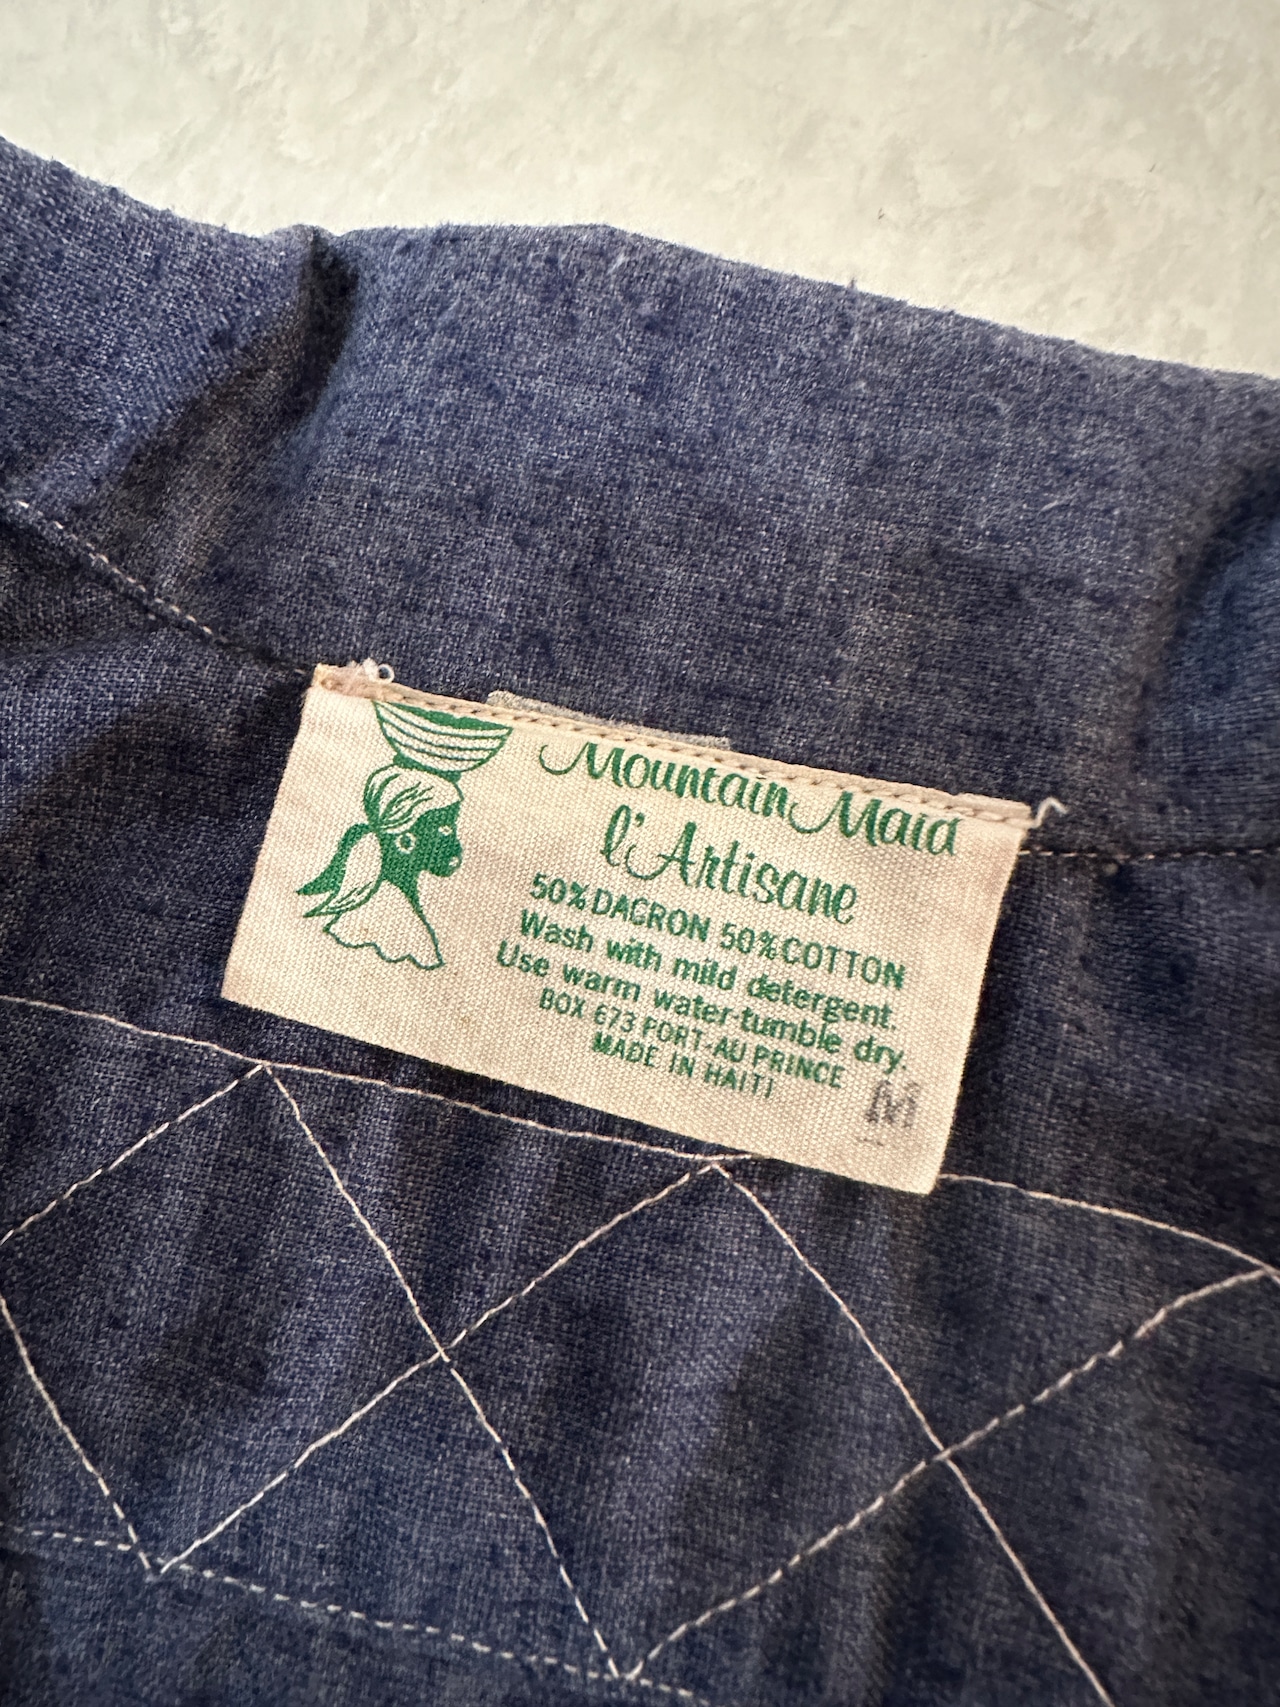 Mountain Maid
l'Artisane
50% DACRON 50% COTTON
Wash with mild detergent.
Use warm water-tumble dry.
BOX 673 PORT-AU PRINCE
MADE IN HAITI
M